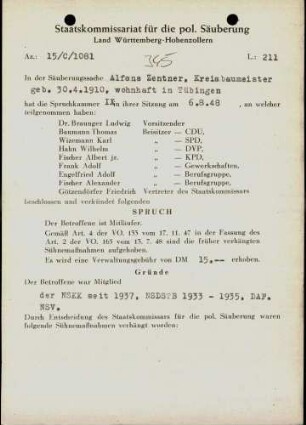 Staatskommissariat für die pol. Säuberung
Land Württemberg-Hohenzollern
Az.: 15/C/1081 345 L.: 211
In der Säuberungssache Alfons Zentner, Kreisbaumeister
geb. 30.4.1910, wohnhaft in Tübingen
hat die Spruchkammer IX in ihrer Sitzung am 6.8.48, an welcher
teilgenommen haben:
Dr. Braunger Ludwig Vorsitzender
Baumann Thomas Beisitzer — CDU,
Wizemann Karl „ — SPD,
Hahn Wilhelm „ — DVP,
Fischer Albert jr. „ — KPD,
Frank Adolf „ — Gewerkschaften,
Engelfried Adolf „ — Berufsgruppe,
Fischer Alexander „ — Berufsgruppe,
Götzendörfer Friedrich Vertreter des Staatskommissariats
beschlossen und verkündet folgenden
SPRUCH
Der Betroffene ist Mitläufer.
Gemäß Art. 4 der VO. 133 vom 17. 11. 47 in der Fassung des
Art. 2 der VO. 165 vom 13. 7. 48 sind die früher verhängten
Sühnemaßnahmen aufgehoben.
Es wird eine Verwaltungsgebühr von DM 15,-- erhoben.
Gründe
Der Betroffene war Mitglied
der NSKK seit 1937, NSDSTB 1933 - 1935, DAF,
NSV.
Durch Entscheidung des Staatskommissars für die pol. Säuberung waren
folgende Sühnemaßnahmen verhängt worden: